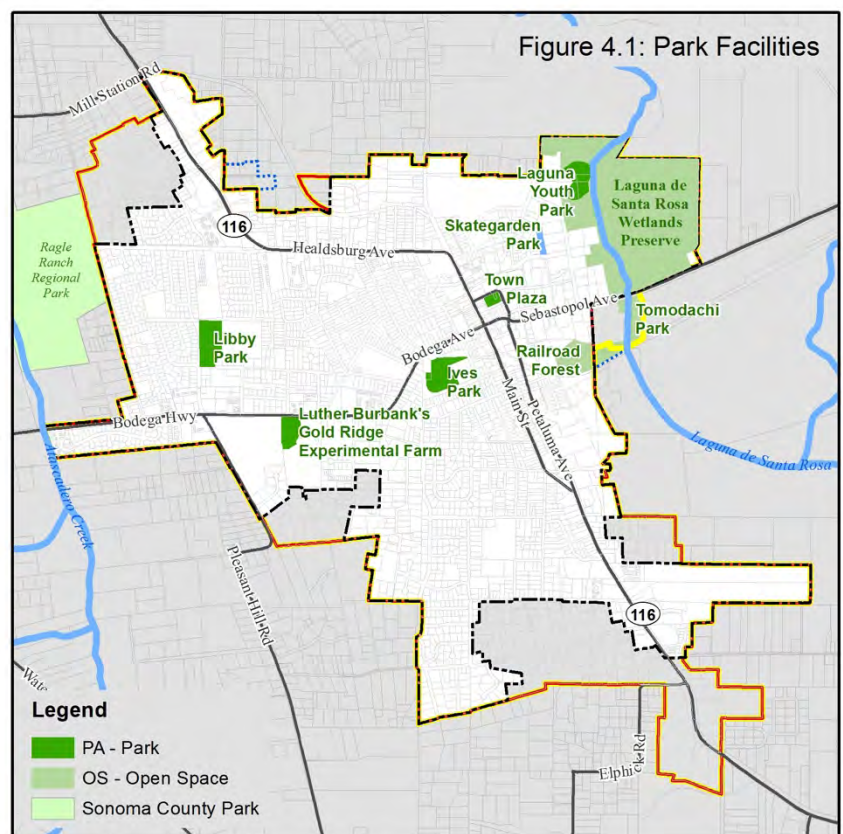 Figure 4.1: Park Facilities
Mill Station Rd
116
Healdsburg Ave
Laguna
Youth
Park
Laguna de
Santa Rosa
Wetlands
Preserve
Skategarden
Park
Ragle
Ranch
Regional
Park
Town
Plaza
Sebastopol Ave
Tomodachi
Park
Libby
Park
Bodega Ave
Railroad
Forest
Ives
Park
Main St
Petaluma Ave
Bodega Hwy
Luther Burbank's
Gold Ridge
Experimental Farm
Laguna de Santa Rosa
Atascadero Creek
Pleasant Hill Rd
116
Wate
Elphick Rd
Legend
PA - Park
OS - Open Space
Sonoma County Park